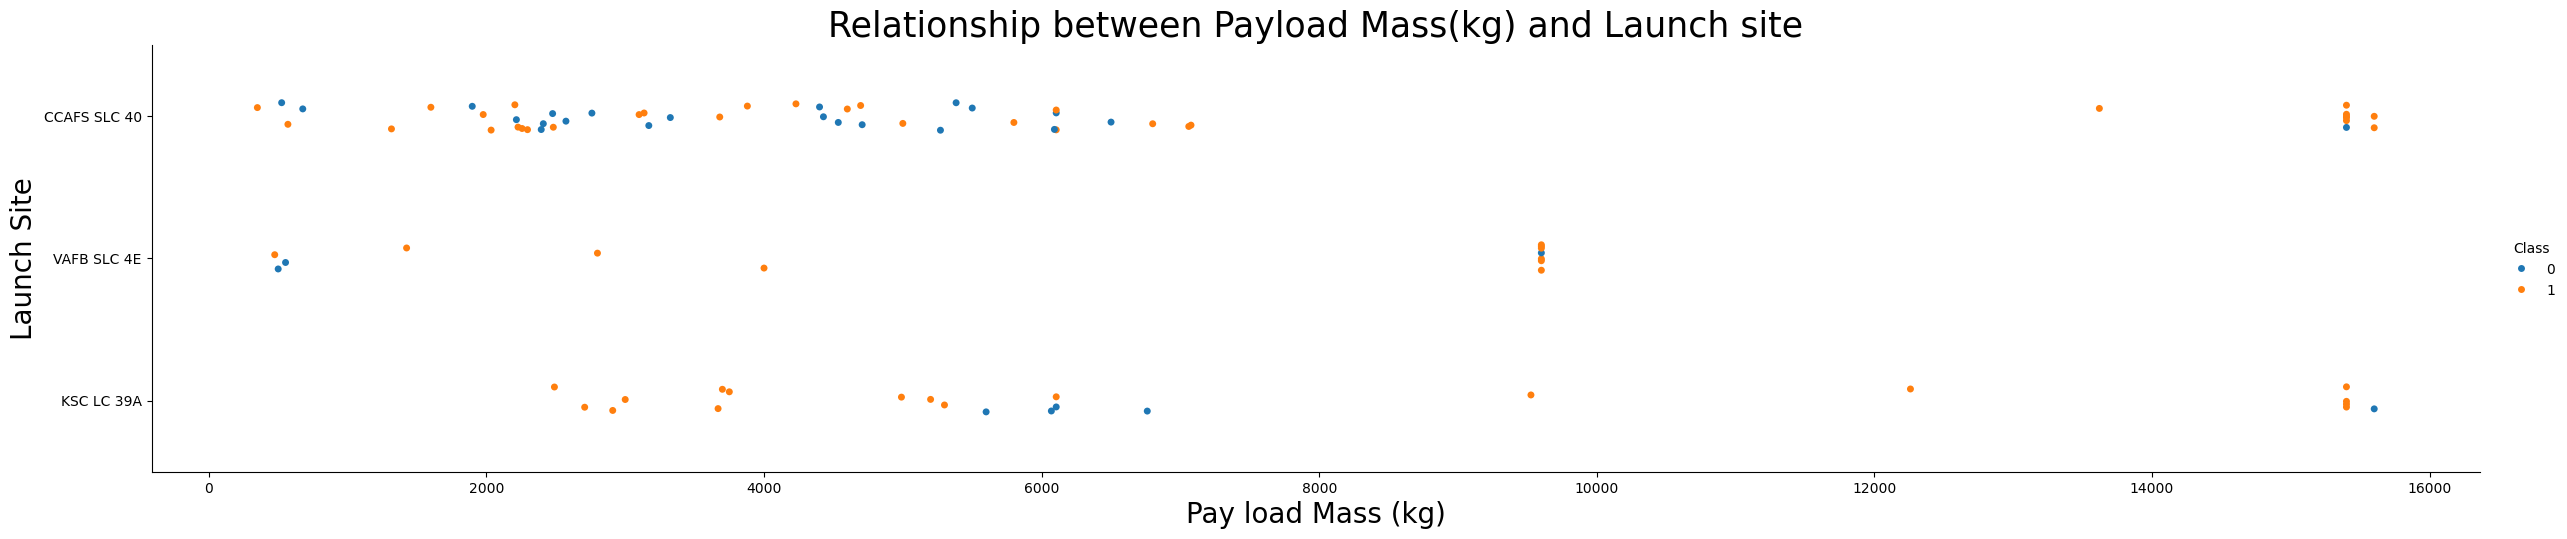 Relationship between Payload Mass(kg) and Launch site
Launch Site
CCAFS SLC 40
VAFB SLC 4E
KSC LC 39A
0
2000
4000
6000
8000
10000
12000
14000
16000
Pay load Mass (kg)
Class
0
1